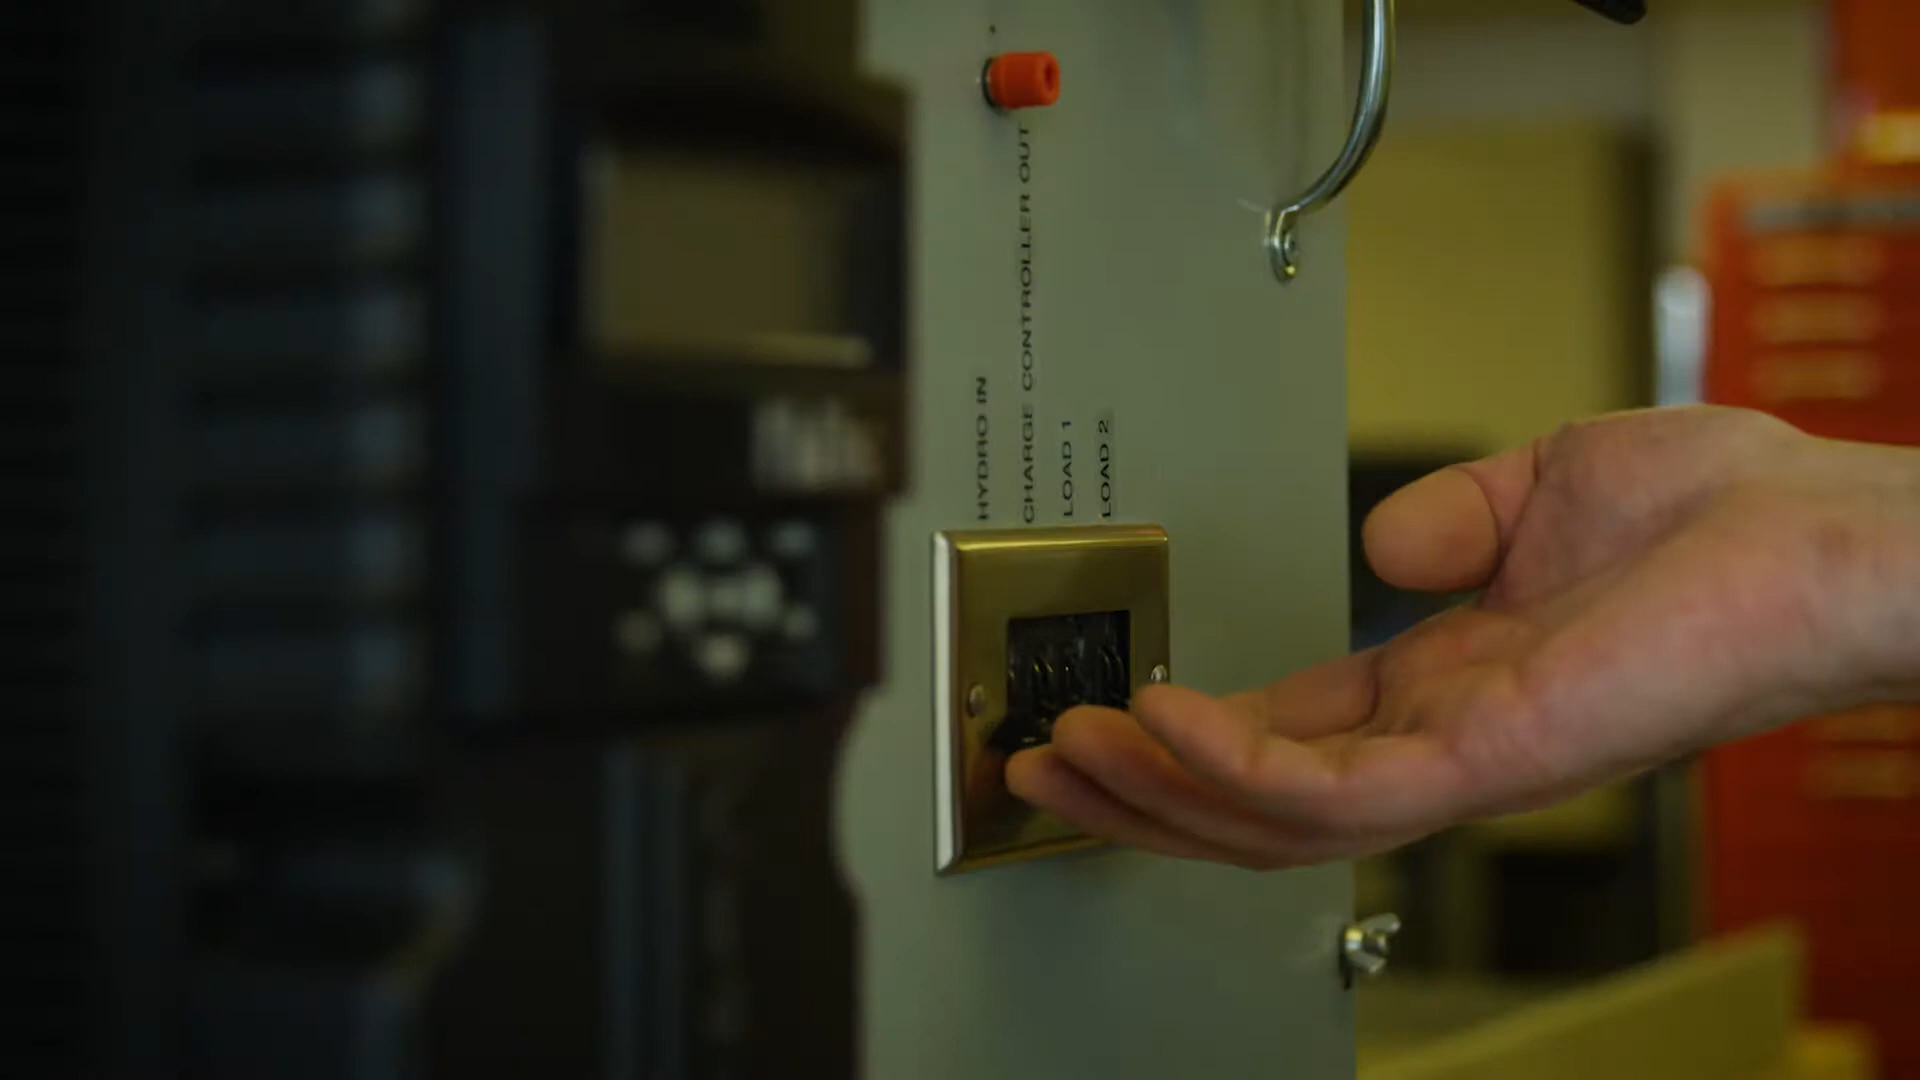 HYDRO IN
CHARGE CONTROLLER OUT
LOAD 1
LOAD 2